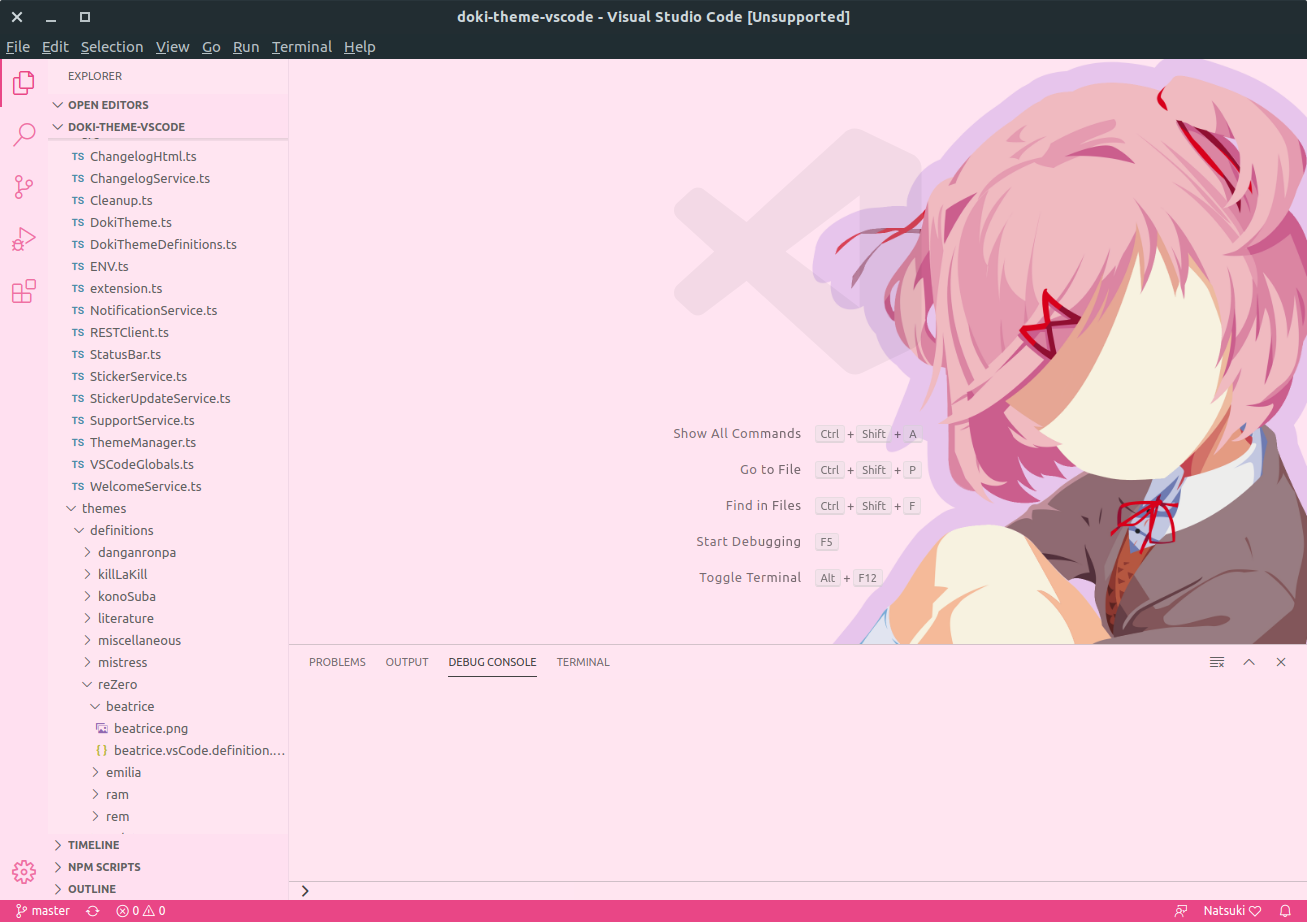 doki-theme-vscode - Visual Studio Code [Unsupported]
File Edit Selection View Go Run Terminal Help
EXPLORER
OPEN EDITORS
DOKI-THEME-VSCODE
TS ChangelogHtml.ts
TS ChangelogService.ts
TS Cleanup.ts
TS DokiTheme.ts
TS DokiThemeDefinitions.ts
TS ENV.ts
TS extension.ts
TS NotificationService.ts
TS RESTClient.ts
TS StatusBar.ts
TS StickerService.ts
TS StickerUpdateService.ts
TS SupportService.ts
TS ThemeManager.ts
TS VSCodeGlobals.ts
TS WelcomeService.ts
themes
definitions
danganronpa
killLaKill
konoSuba
literature
miscellaneous
mistress
reZero
beatrice
beatrice.png
{} beatrice.vsCode.definition....
emilia
ram
rem
TIMELINE
NPM SCRIPTS
OUTLINE
Show All Commands Ctrl + Shift + A
Go to File Ctrl + Shift + P
Find in Files Ctrl + Shift + F
Start Debugging F5
Toggle Terminal Alt + F12
PROBLEMS OUTPUT DEBUG CONSOLE TERMINAL
master 0 0 Natsuki ♡